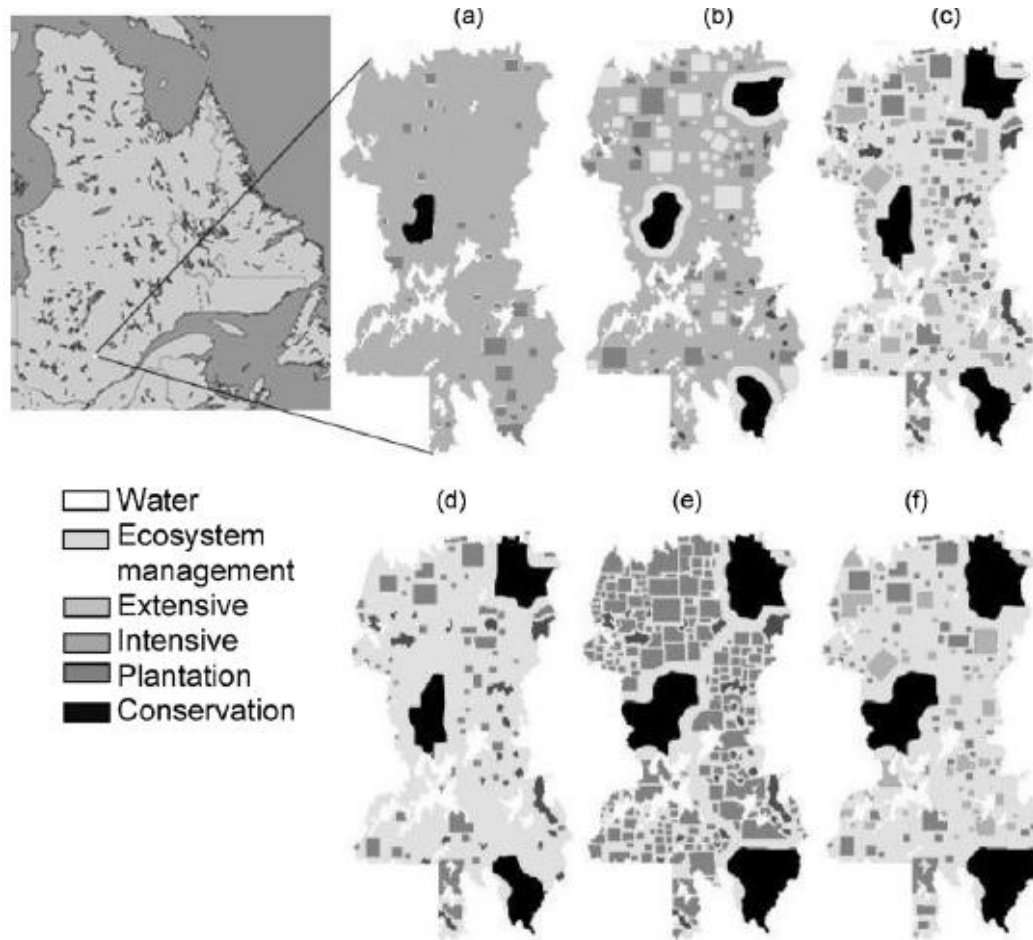 (a)
(b)
(c)
Water
Ecosystem
management
Extensive
Intensive
Plantation
Conservation
(d)
(e)
(f)